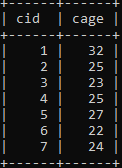 +------+------+
| cid | cage |
+------+------+
| 1 | 32 |
| 2 | 25 |
| 3 | 23 |
| 4 | 25 |
| 5 | 27 |
| 6 | 22 |
| 7 | 24 |
+------+------+